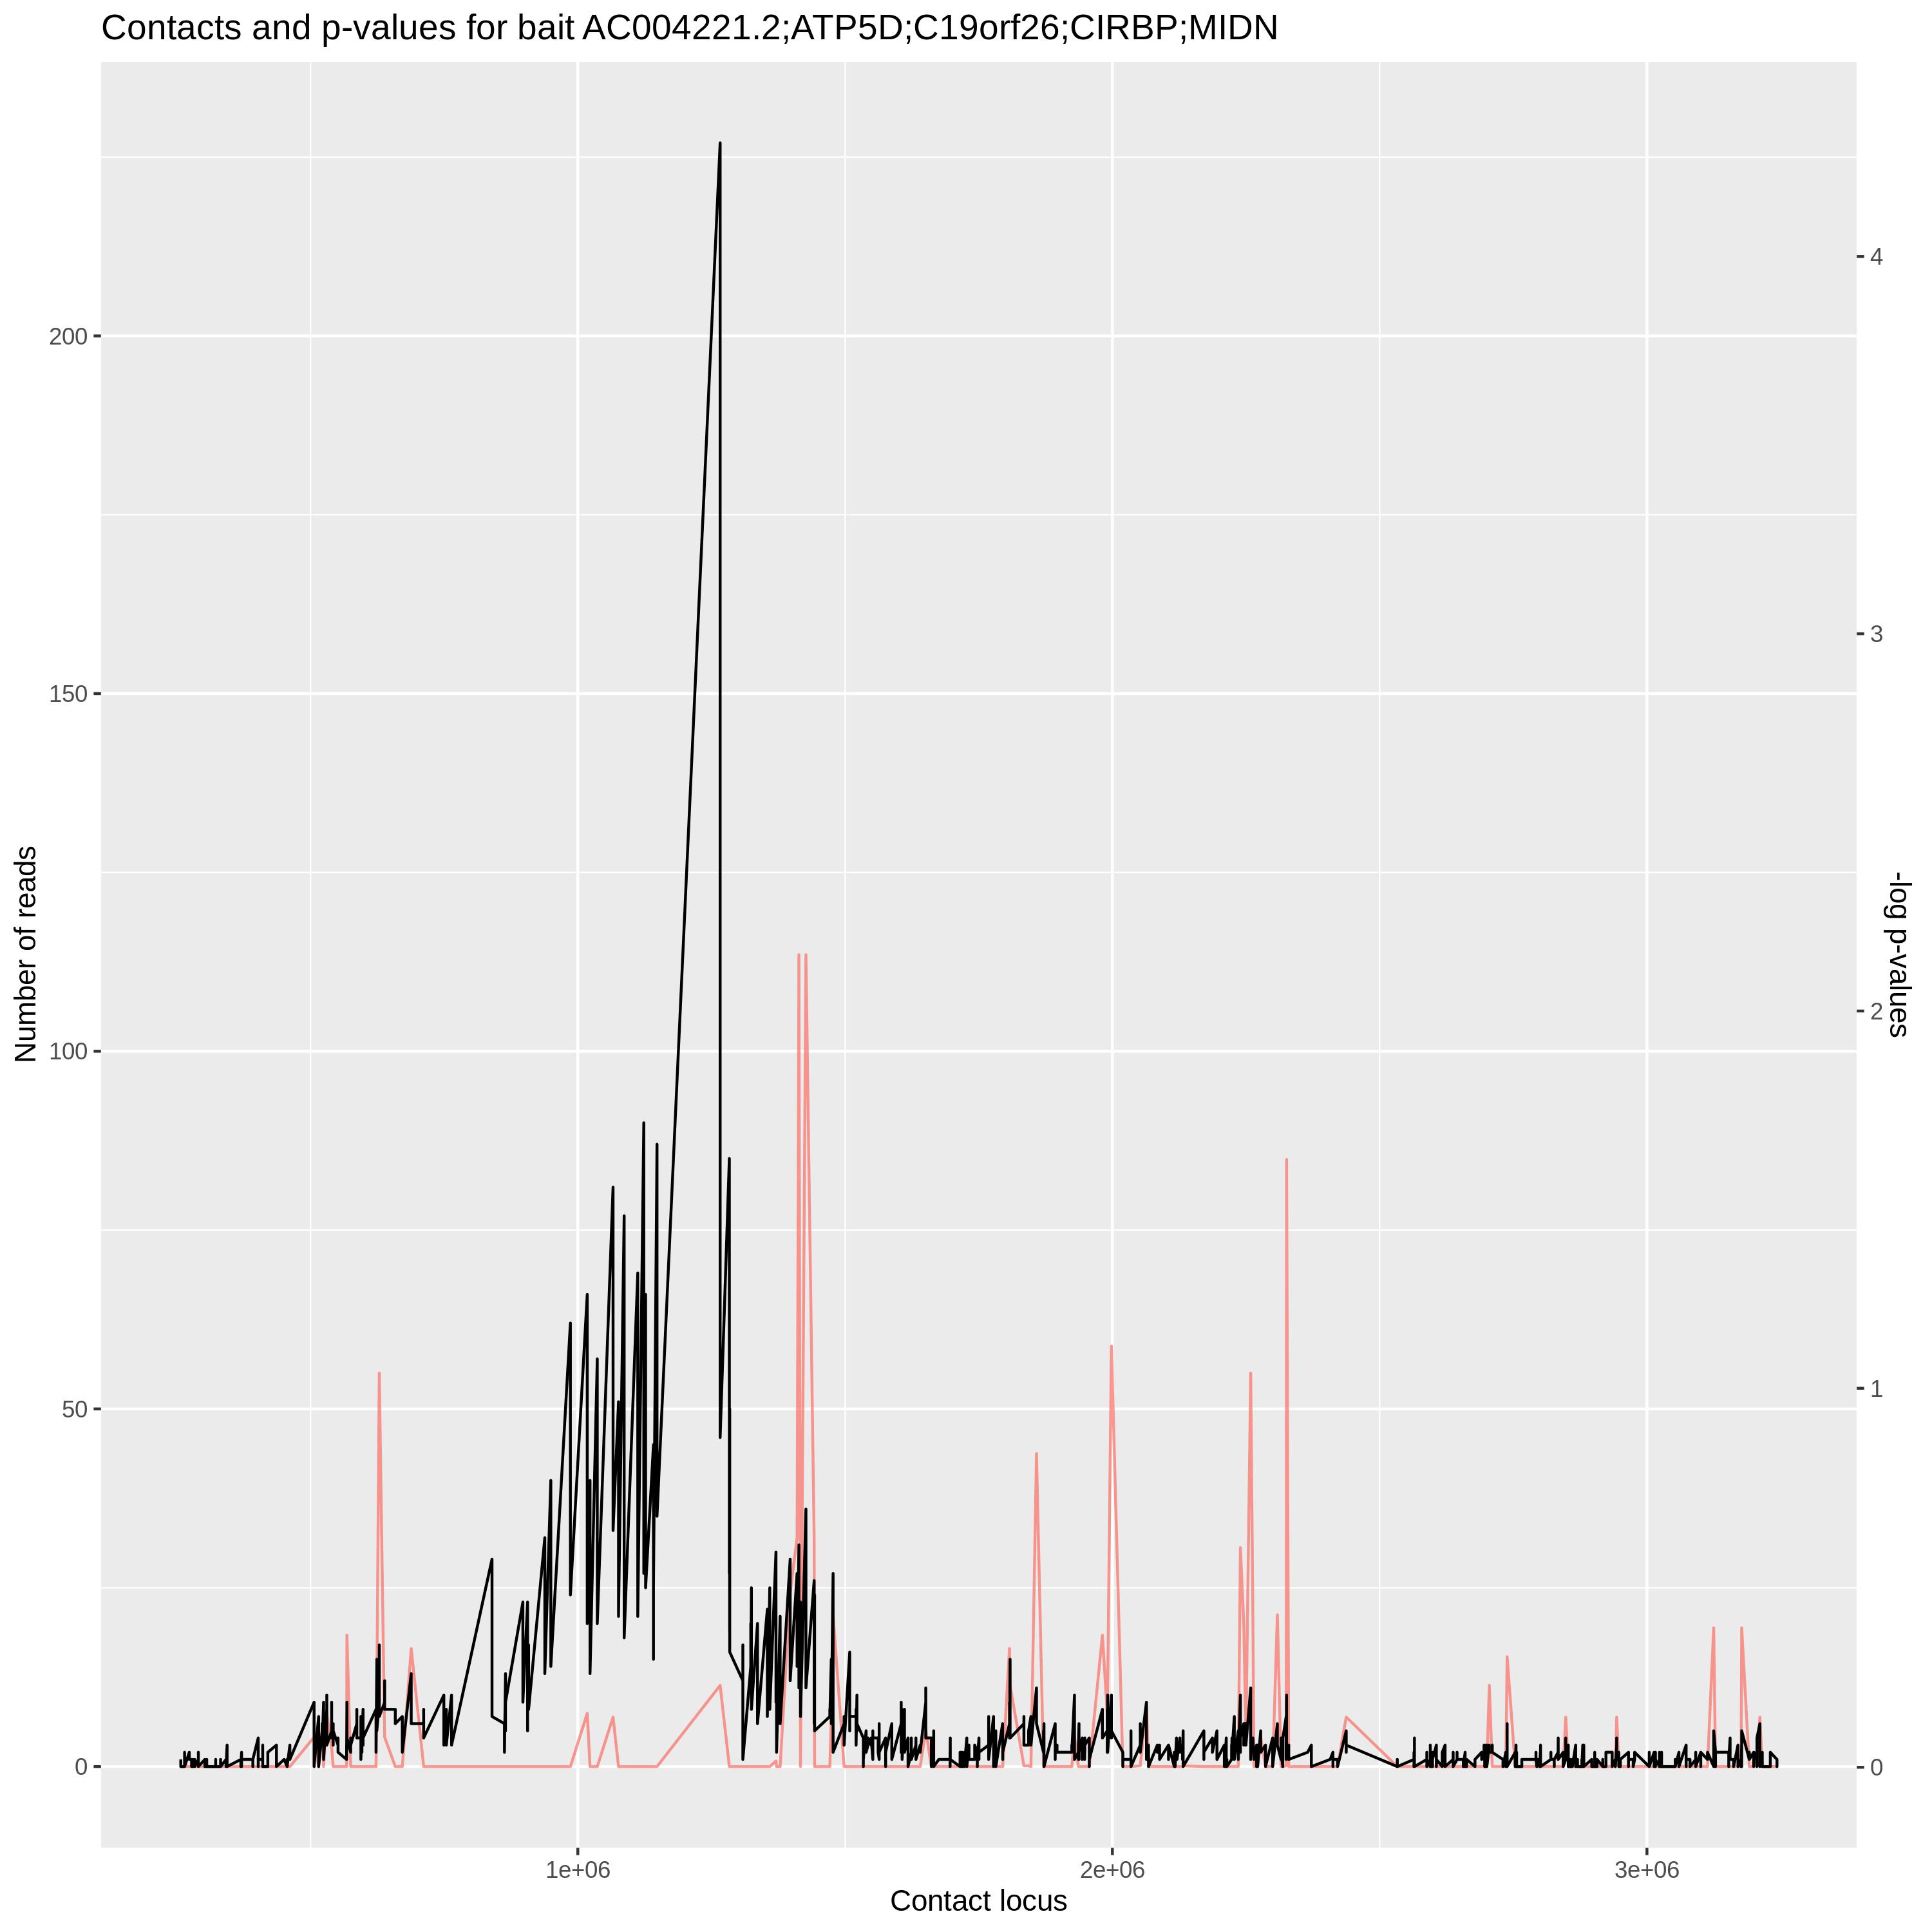 Contacts and p-values for bait AC004221.2;ATP5D;C19orf26;CIRBP;MIDN
Number of reads
200
150
100
50
0
4
3
2
1
0
-log p-values
1e+06
2e+06
3e+06
Contact locus